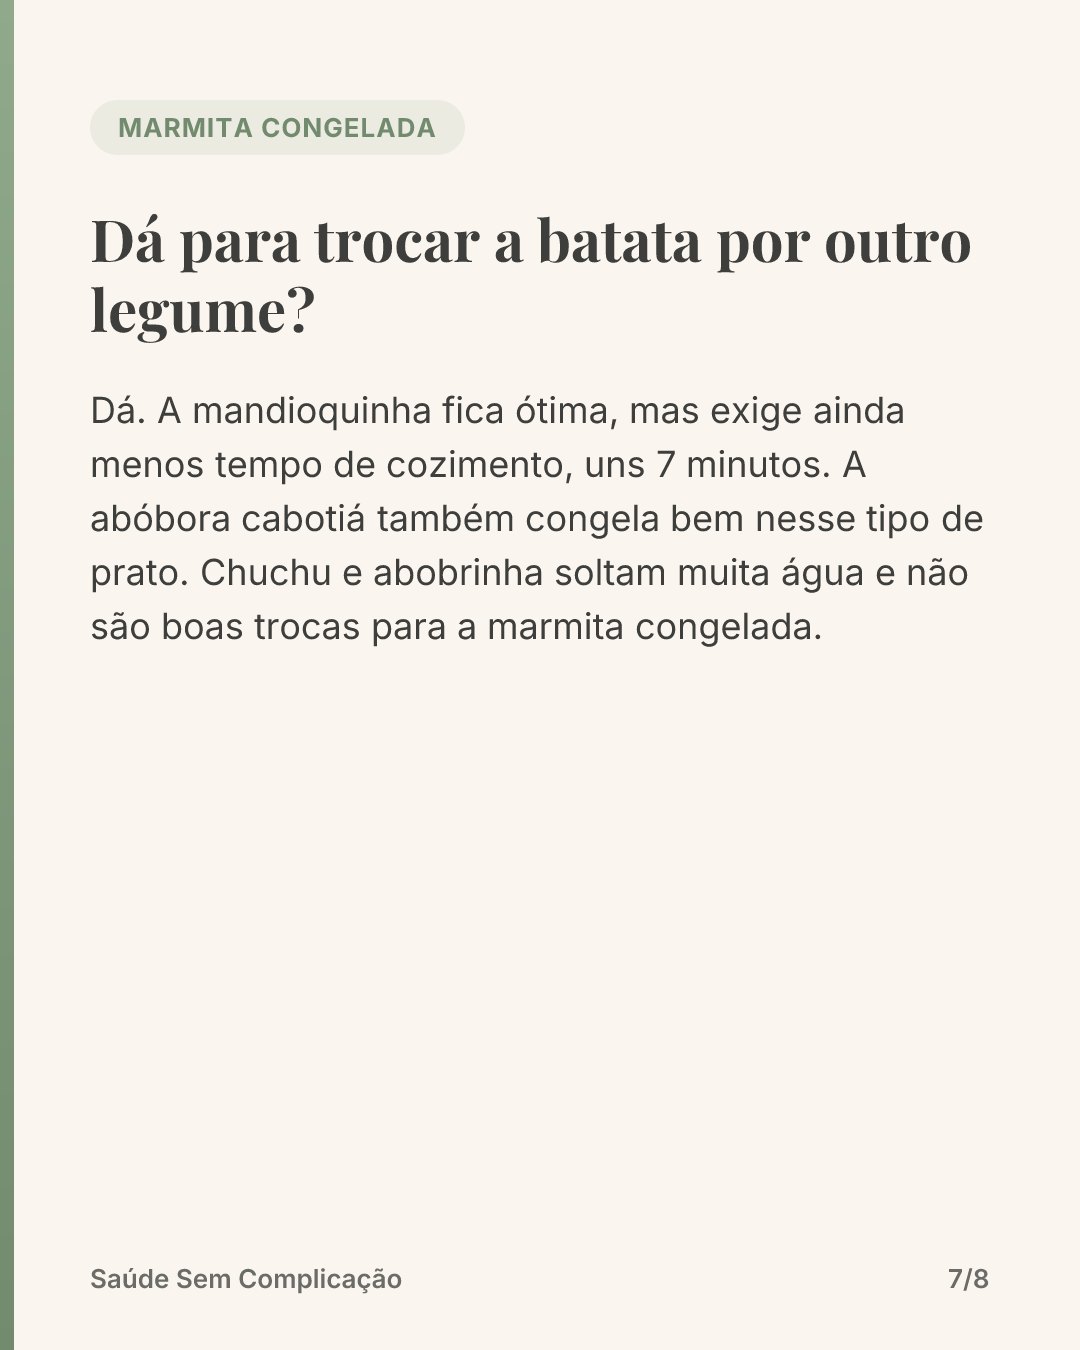 MARMITA CONGELADA
Dá para trocar a batata por outro
legume?
Dá. A mandioquinha fica ótima, mas exige ainda
menos tempo de cozimento, uns 7 minutos. A
abóbora cabotiá também congela bem nesse tipo de
prato. Chuchu e abobrinha soltam muita água e não
são boas trocas para a marmita congelada.
Saúde Sem Complicação
7/8